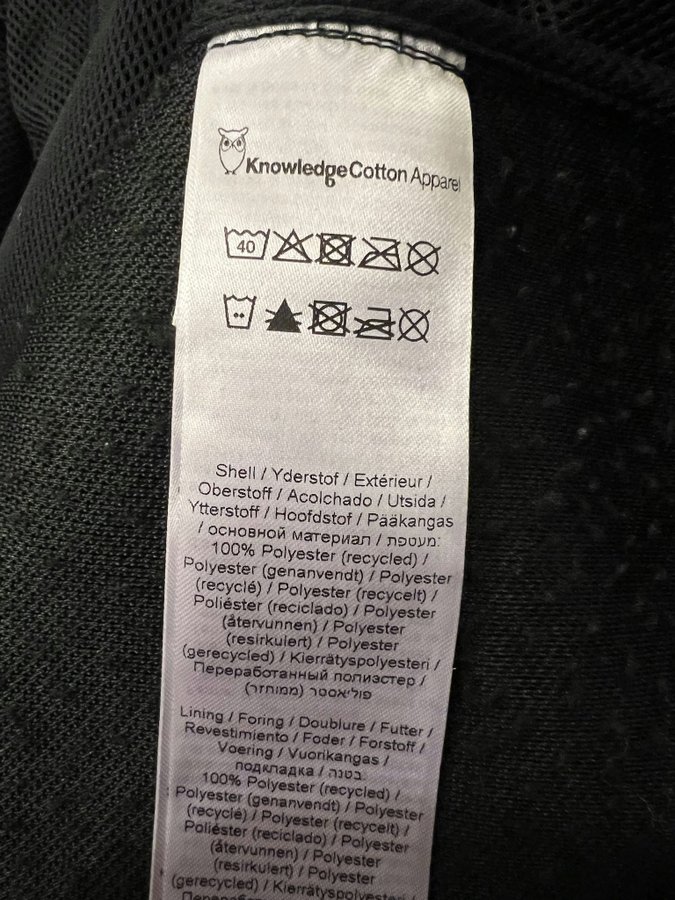 KnowledgeCotton Apparel
40
Shell / Yderstof / Extérieur /
Oberstoff / Acolchado / Utsida /
Ytterstoff / Hoofdstof / Pääkangas
/ основной материал / מעטפת:
100% Polyester (recycled) /
Polyester (genanvendt) / Polyester
(recyclé) / Polyester (recycelt) /
Poliéster (reciclado) / Polyester
(återvunnen) / Polyester
(resirkulert) / Polyester
(gerecycled) / Kierrätyspolyesteri /
Переработанный полиэстер /
פוליאסטר (ממוחזר)
Lining / Foring / Doublure / Futter /
Revestimiento / Foder / Forstoff /
Voering / Vuorikangas /
подкладка / בטנה:
100% Polyester (recycled) /
Polyester (genanvendt) / Polyester
(recyclé) / Polyester (recycelt) /
Poliéster (reciclado) / Polyester
(återvunnen) / Polyester
(resirkulert) / Polyester
(gerecycled) / Kierrätyspolyesteri